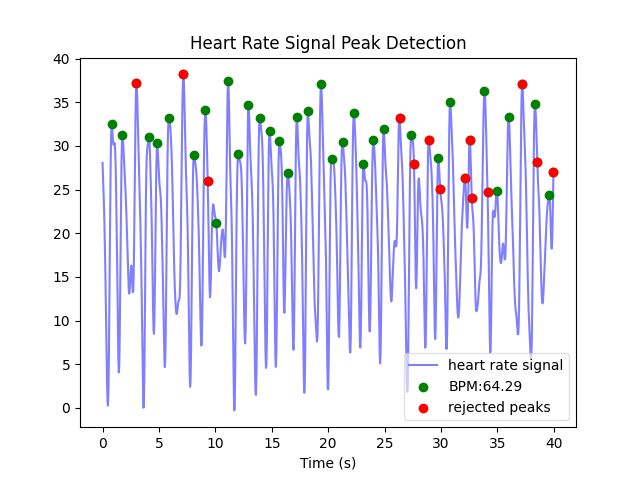 Heart Rate Signal Peak Detection
40
35
30
25
20
15
10
5
0
heart rate signal
BPM:64.29
rejected peaks
0 5 10 15 20 25 30 35 40
Time (s)